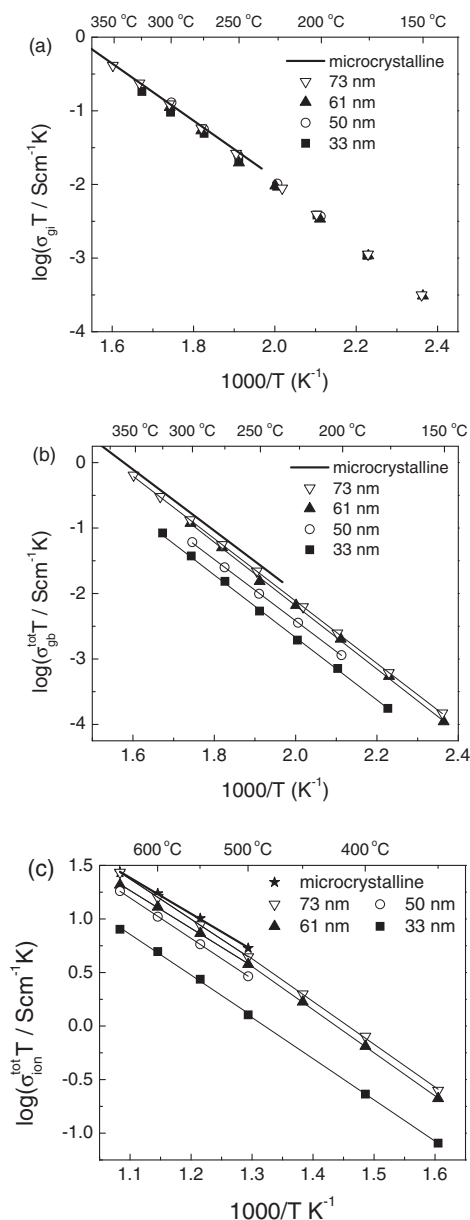 (a)
350 °C 300 °C 250 °C 200 °C 150 °C
microcrystalline
73 nm
61 nm
50 nm
33 nm
0
-1
-2
-3
-4
log(σgiT / Scm⁻¹K)
1.6 1.8 2.0 2.2 2.4
1000/T (K⁻¹)
(b)
350 °C 300 °C 250 °C 200 °C 150 °C
microcrystalline
73 nm
61 nm
50 nm
33 nm
0
-1
-2
-3
-4
log(σgbᵗᵒᵗT / Scm⁻¹K)
1.6 1.8 2.0 2.2 2.4
1000/T (K⁻¹)
(c)
600 °C 500 °C 400 °C
microcrystalline
73 nm 50 nm
61 nm 33 nm
1.5
1.0
0.5
0.0
-0.5
-1.0
log(σionᵗᵒᵗT / Scm⁻¹K)
1.1 1.2 1.3 1.4 1.5 1.6
1000/T K⁻¹